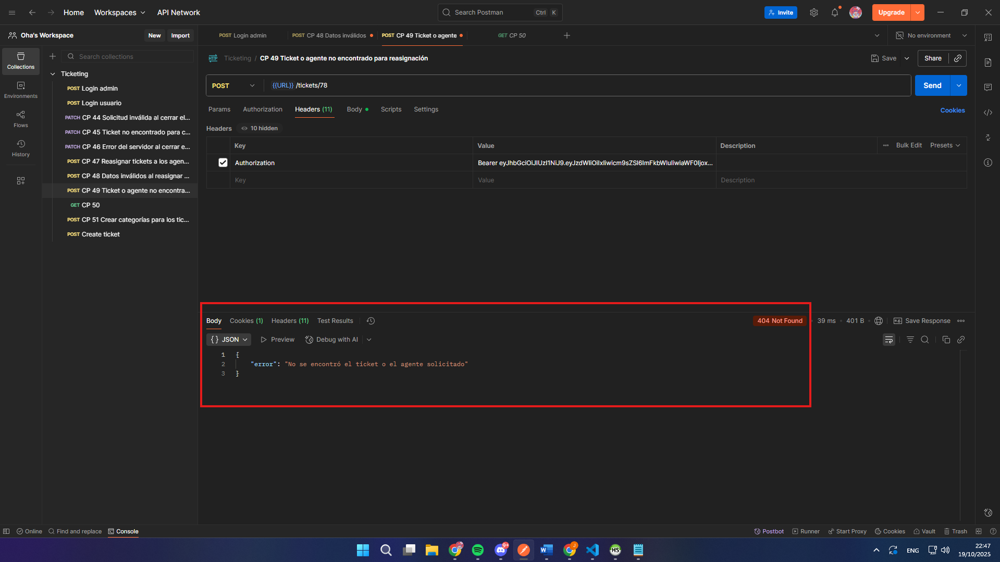 Home
Workspaces
API Network
Search Postman
Ctrl
K
Invite
Upgrade
Oha's Workspace
New
Import
POST Login admin
POST CP 48 Datos inválidos
POST CP 49 Ticket o agente
GET CP 50
No environment
Collections
Environments
Flows
History
Search collections
Ticketing
POST Login admin
POST Login usuario
PATCH CP 44 Solicitud inválida al cerrar el...
PATCH CP 45 Ticket no encontrado para c...
PATCH CP 46 Error del servidor al cerrar e...
POST CP 47 Reasignar tickets a los agen...
POST CP 48 Datos inválidos al reasignar ...
POST CP 49 Ticket o agente no encontra...
GET CP 50
POST CP 51 Crear categorías para los tic...
POST Create ticket
HTTP
Ticketing / CP 49 Ticket o agente no encontrado para reasignación
Save
Share
POST
{{URL}} /tickets/78
Send
Params
Authorization
Headers (11)
Body
Scripts
Settings
Cookies
Headers
10 hidden
Key
Value
Description
Bulk Edit
Presets
Authorization
Key
Value
Description
Body
Cookies (1)
Headers (11)
Test Results
404 Not Found
39 ms
401 B
Save Response
{} JSON
Preview
Debug with AI
1 {
2 "error": "No se encontró el ticket o el agente solicitado"
3 }
Online
Find and replace
Console
Postbot
Runner
Start Proxy
Cookies
Vault
Trash
9+
ENG
22:47
19/10/2025